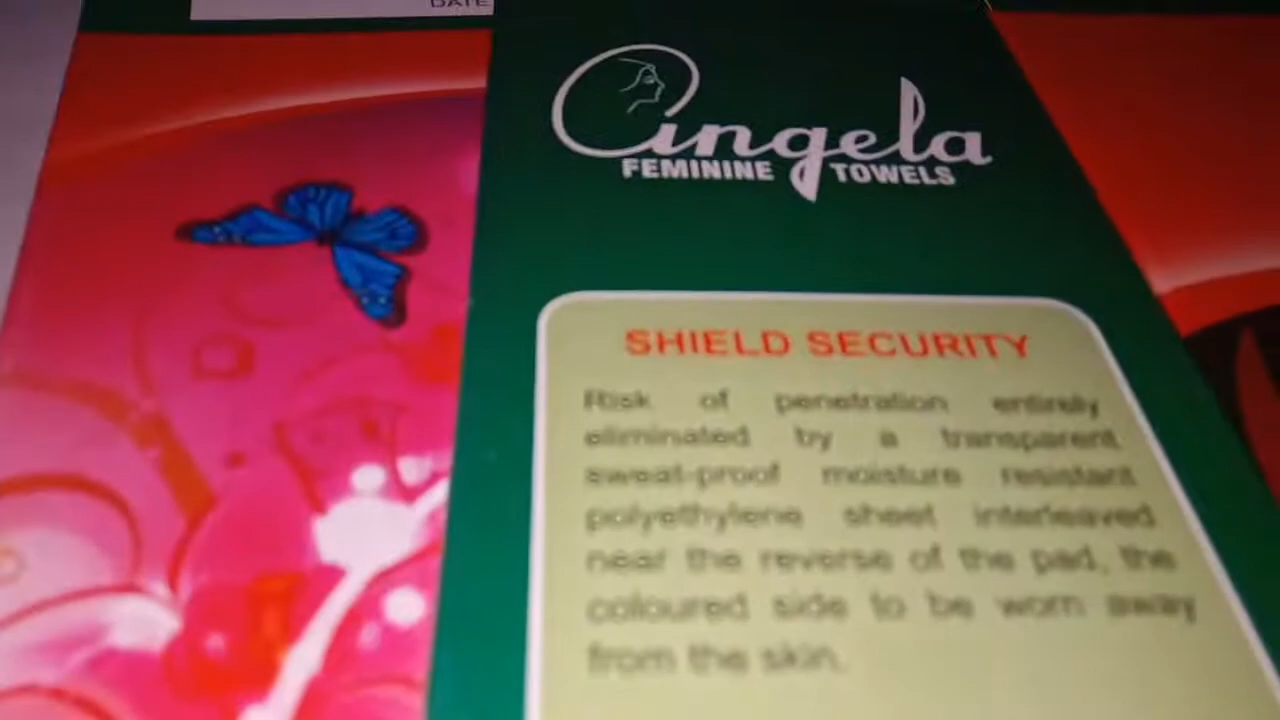 DATE
Angela
FEMININE TOWELS
SHIELD SECURITY
Risk of penetration entirely
eliminated by a transparent
sweat-proof moisture resistant
polyethylene sheet interleaved
near the reverse of the pad, the
coloured side to be worn away
from the skin.